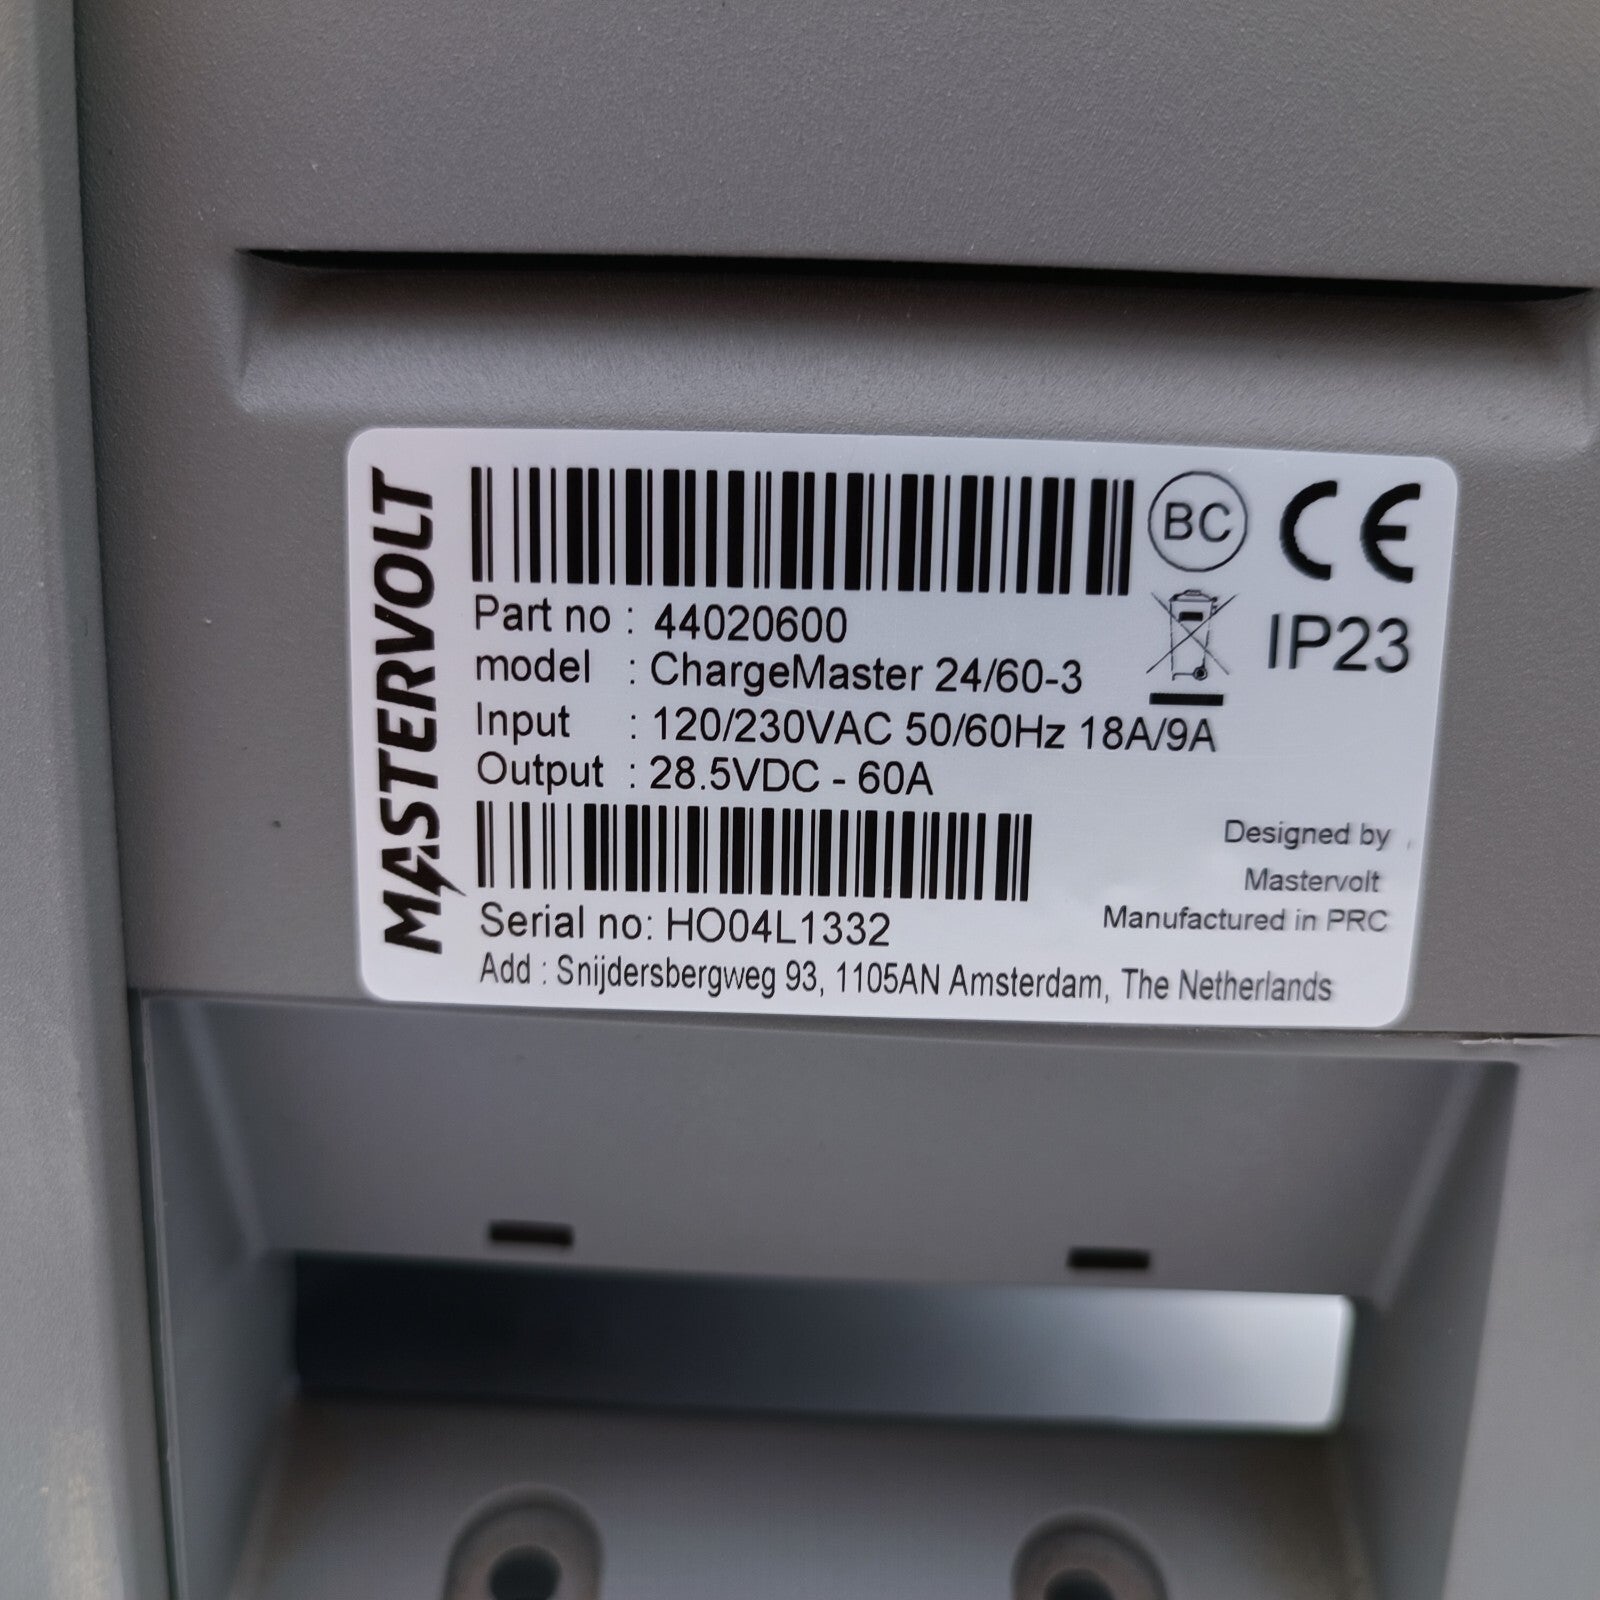 MASTERVOLT
BC CE
IP23
Part no : 44020600
model : ChargeMaster 24/60-3
Input : 120/230VAC 50/60Hz 18A/9A
Output : 28.5VDC - 60A
Designed by
Mastervolt
Manufactured in PRC
Serial no: HO04L1332
Add : Snijdersbergweg 93, 1105AN Amsterdam, The Netherlands